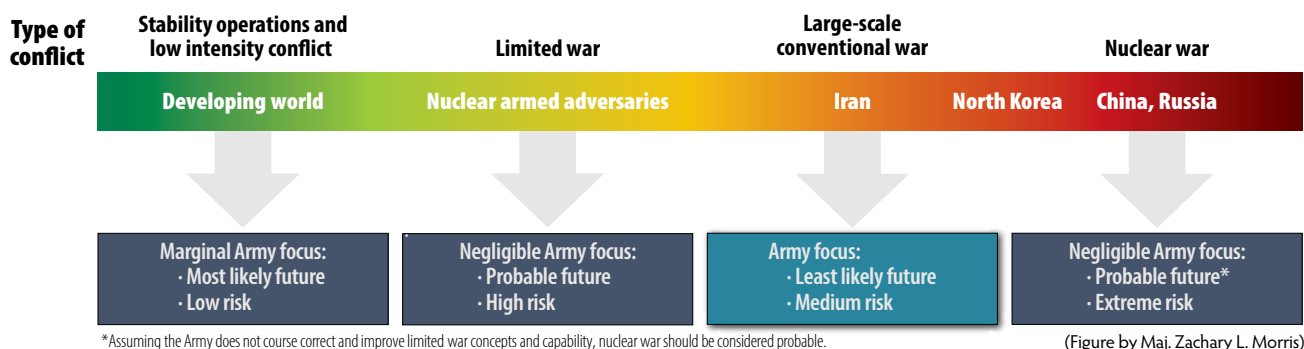 Type of
conflict
Stability operations and
low intensity conflict
Limited war
Large-scale
conventional war
Nuclear war
Developing world
Nuclear armed adversaries
Iran
North Korea
China, Russia
Marginal Army focus:
· Most likely future
· Low risk
Negligible Army focus:
· Probable future
· High risk
Army focus:
· Least likely future
· Medium risk
Negligible Army focus:
· Probable future*
· Extreme risk
*Assuming the Army does not course correct and improve limited war concepts and capability, nuclear war should be considered probable.
(Figure by Maj. Zachary L. Morris)